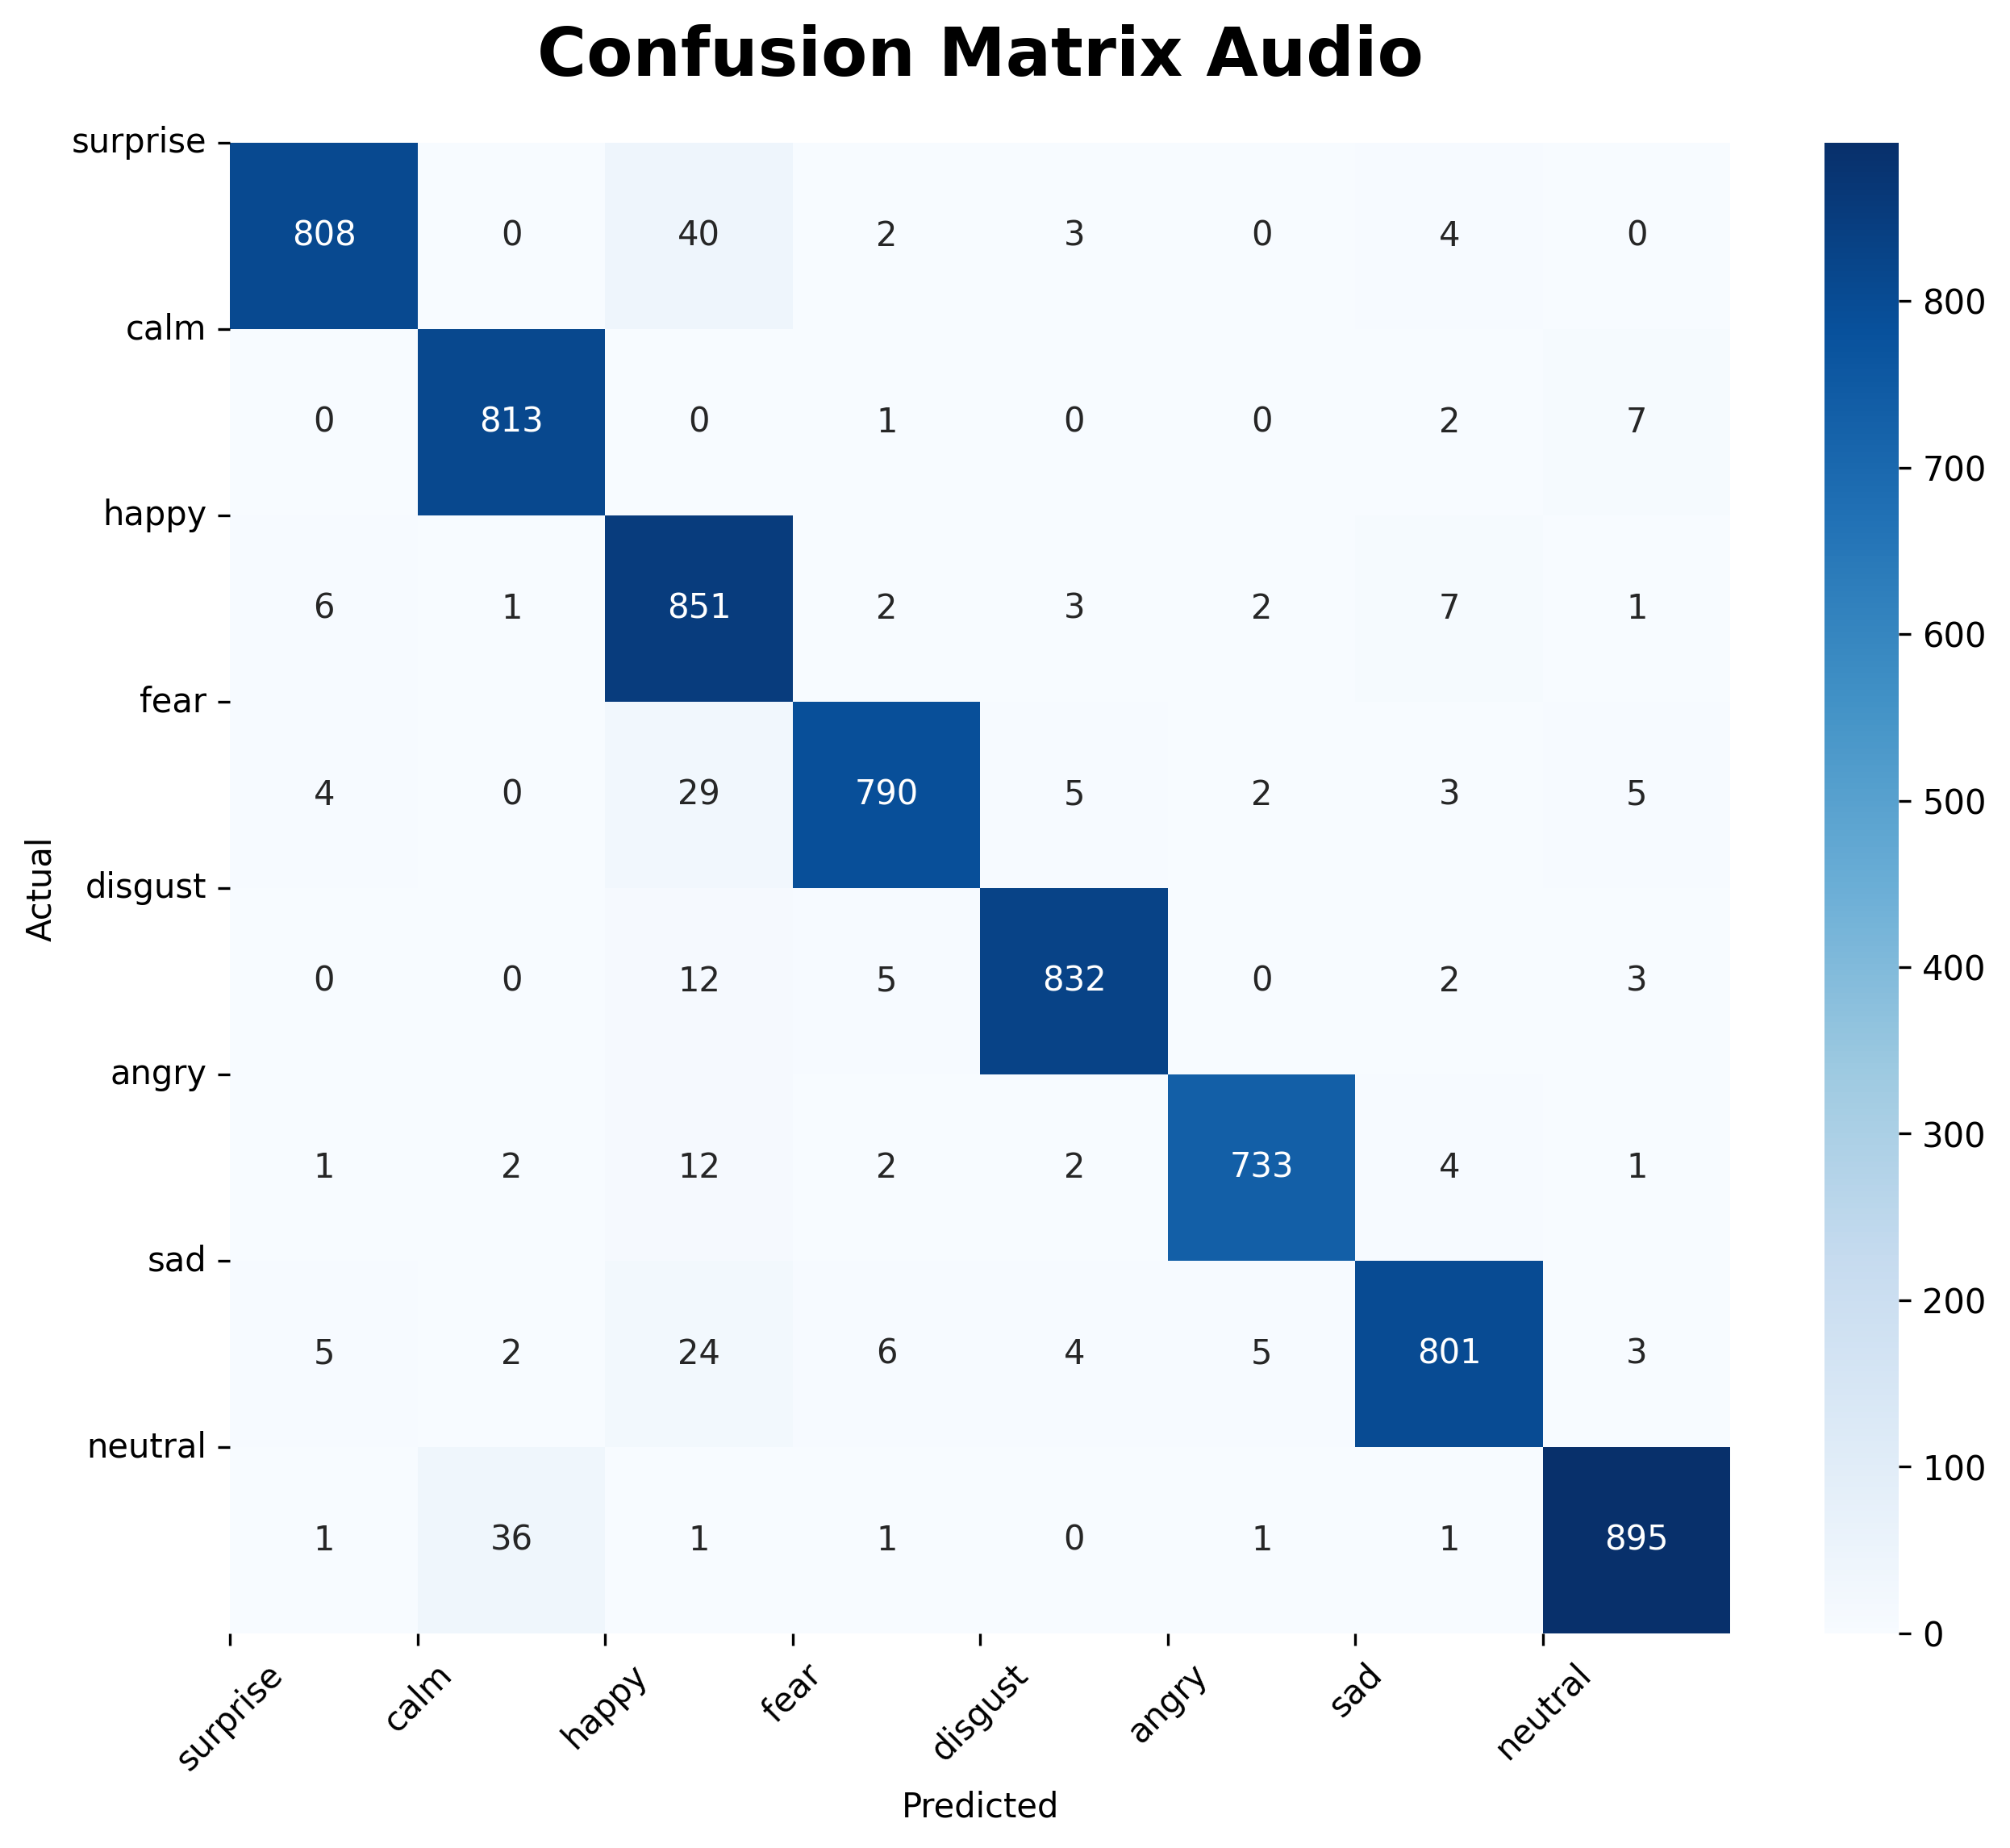 Confusion Matrix Audio
surprise
808 0 40 2 3 0 4 0
calm
0 813 0 1 0 0 2 7
happy
6 1 851 2 3 2 7 1
fear
4 0 29 790 5 2 3 5
disgust
0 0 12 5 832 0 2 3
angry
1 2 12 2 2 733 4 1
sad
5 2 24 6 4 5 801 3
neutral
1 36 1 1 0 1 1 895
Actual
surprise calm happy fear disgust angry sad neutral
Predicted
800
700
600
500
400
300
200
100
0